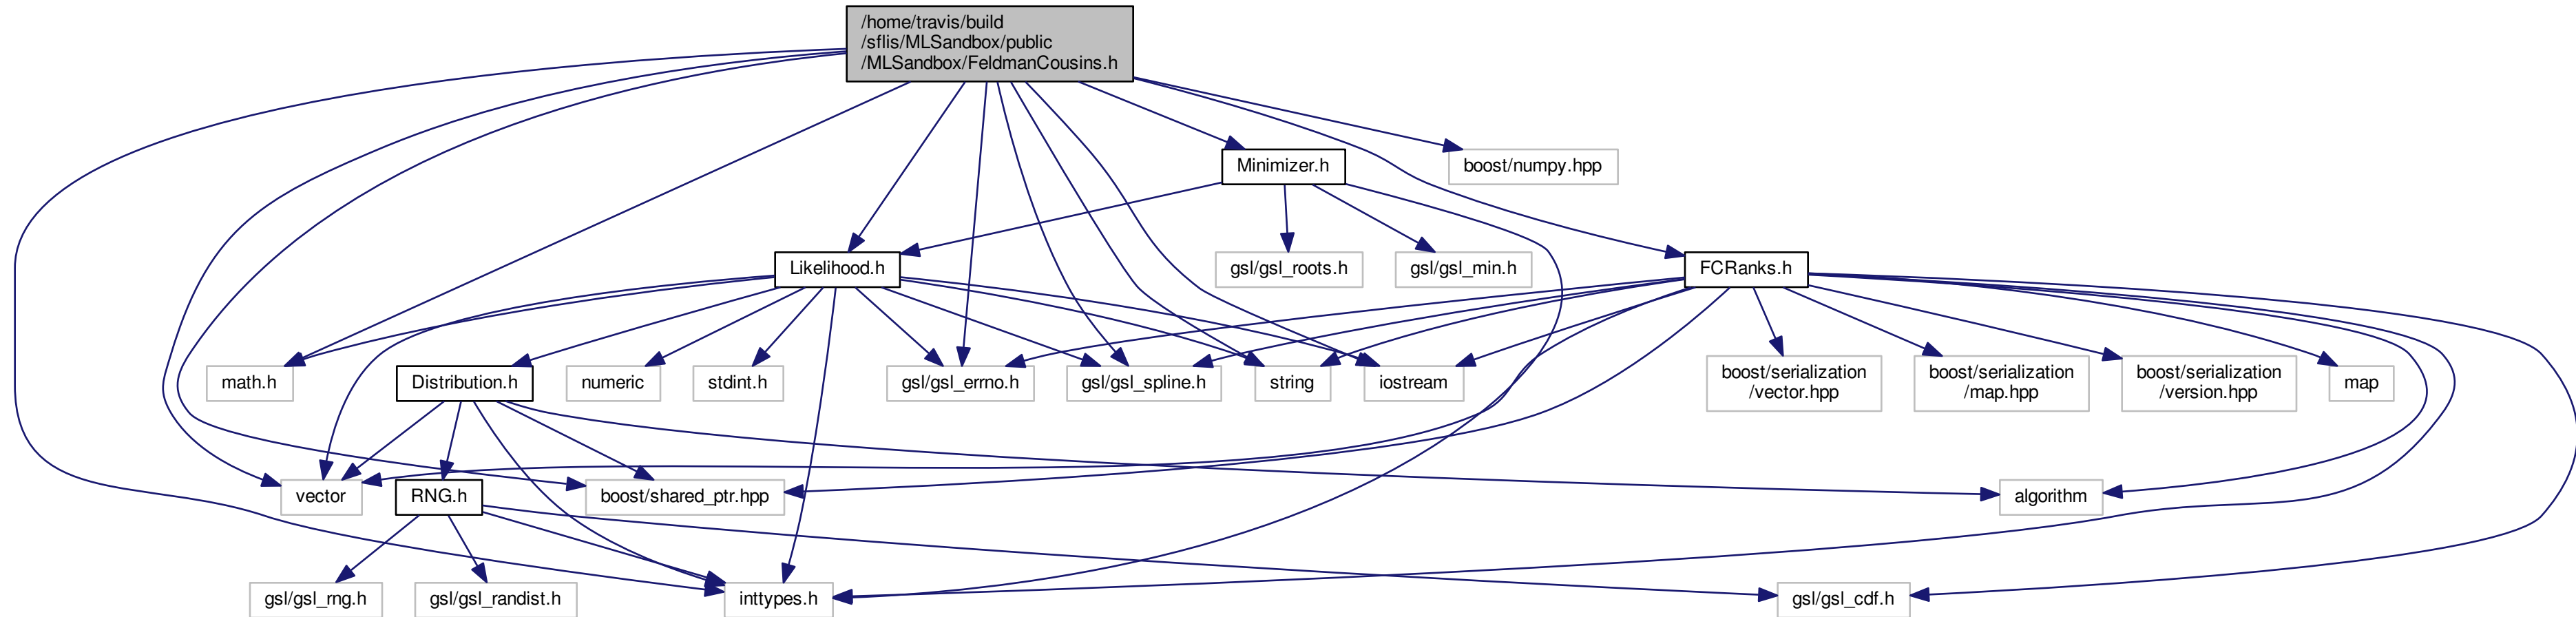 /home/travis/build
/sflis/MLSandbox/public
/MLSandbox/FeldmanCousins.h
Minimizer.h
boost/numpy.hpp
Likelihood.h
gsl/gsl_roots.h
gsl/gsl_min.h
FCRanks.h
math.h
Distribution.h
numeric
stdint.h
gsl/gsl_errno.h
gsl/gsl_spline.h
string
iostream
boost/serialization
/vector.hpp
boost/serialization
/map.hpp
boost/serialization
/version.hpp
map
vector
RNG.h
boost/shared_ptr.hpp
algorithm
gsl/gsl_rng.h
gsl/gsl_randist.h
inttypes.h
gsl/gsl_cdf.h